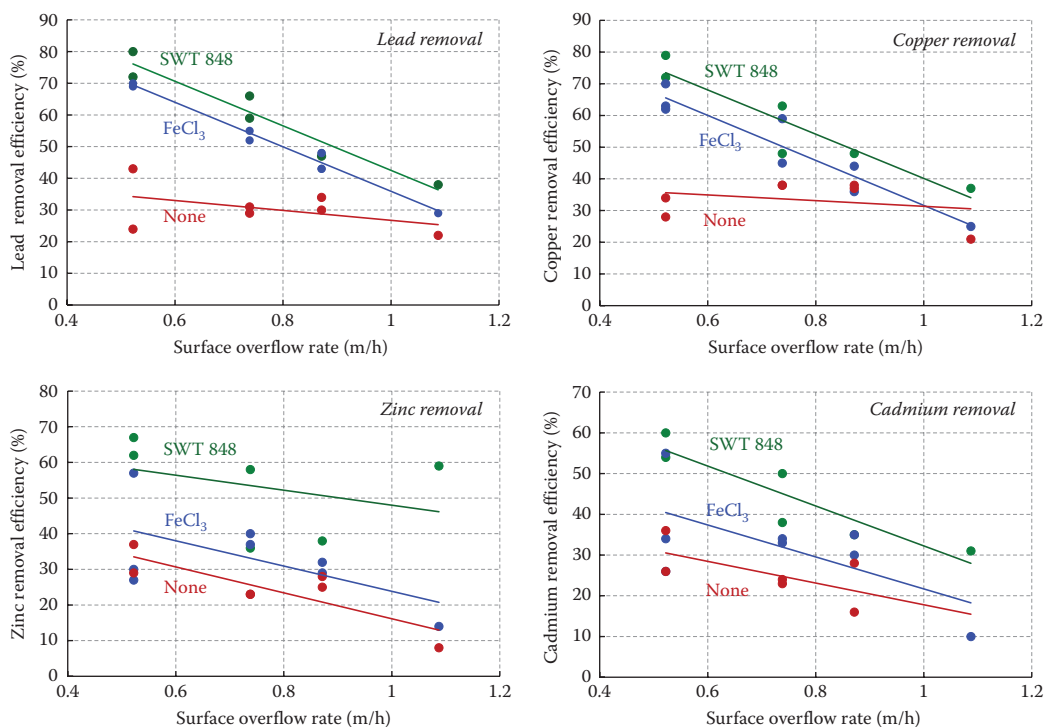 Lead removal
Lead removal efficiency (%)
90
80
70
60
50
40
30
20
10
0
SWT 848
FeCl3
None
0.4 0.6 0.8 1 1.2
Surface overflow rate (m/h)
Copper removal
Copper removal efficiency (%)
90
80
70
60
50
40
30
20
10
0
SWT 848
FeCl3
None
0.4 0.6 0.8 1 1.2
Surface overflow rate (m/h)
Zinc removal
Zinc removal efficiency (%)
80
70
60
50
40
30
20
10
0
SWT 848
FeCl3
None
0.4 0.6 0.8 1 1.2
Surface overflow rate (m/h)
Cadmium removal
Cadmium removal efficiency (%)
70
60
50
40
30
20
10
0
SWT 848
FeCl3
None
0.4 0.6 0.8 1 1.2
Surface overflow rate (m/h)